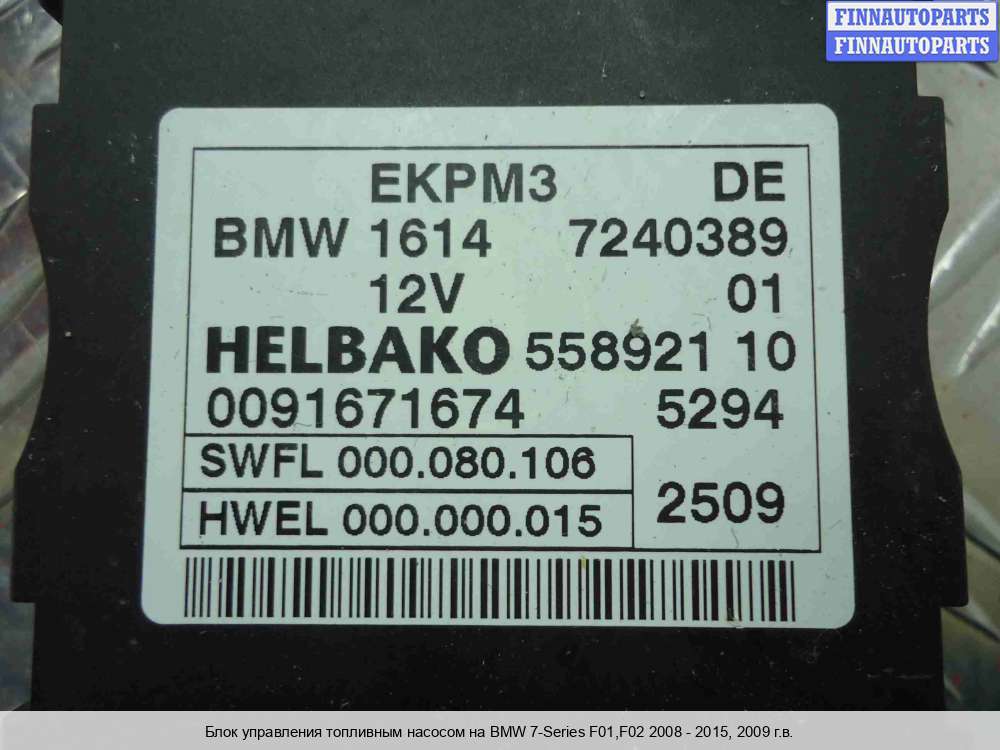 FINNAUTOPARTS
FINNAUTOPARTS
EKPM3 DE
BMW 1614 7240389
12V 01
HELBAKO 558921 10
0091671674 5294
SWFL 000.080.106
HWEL 000.000.015
2509
Блок управления топливным насосом на BMW 7-Series F01,F02 2008 - 2015, 2009 г.в.